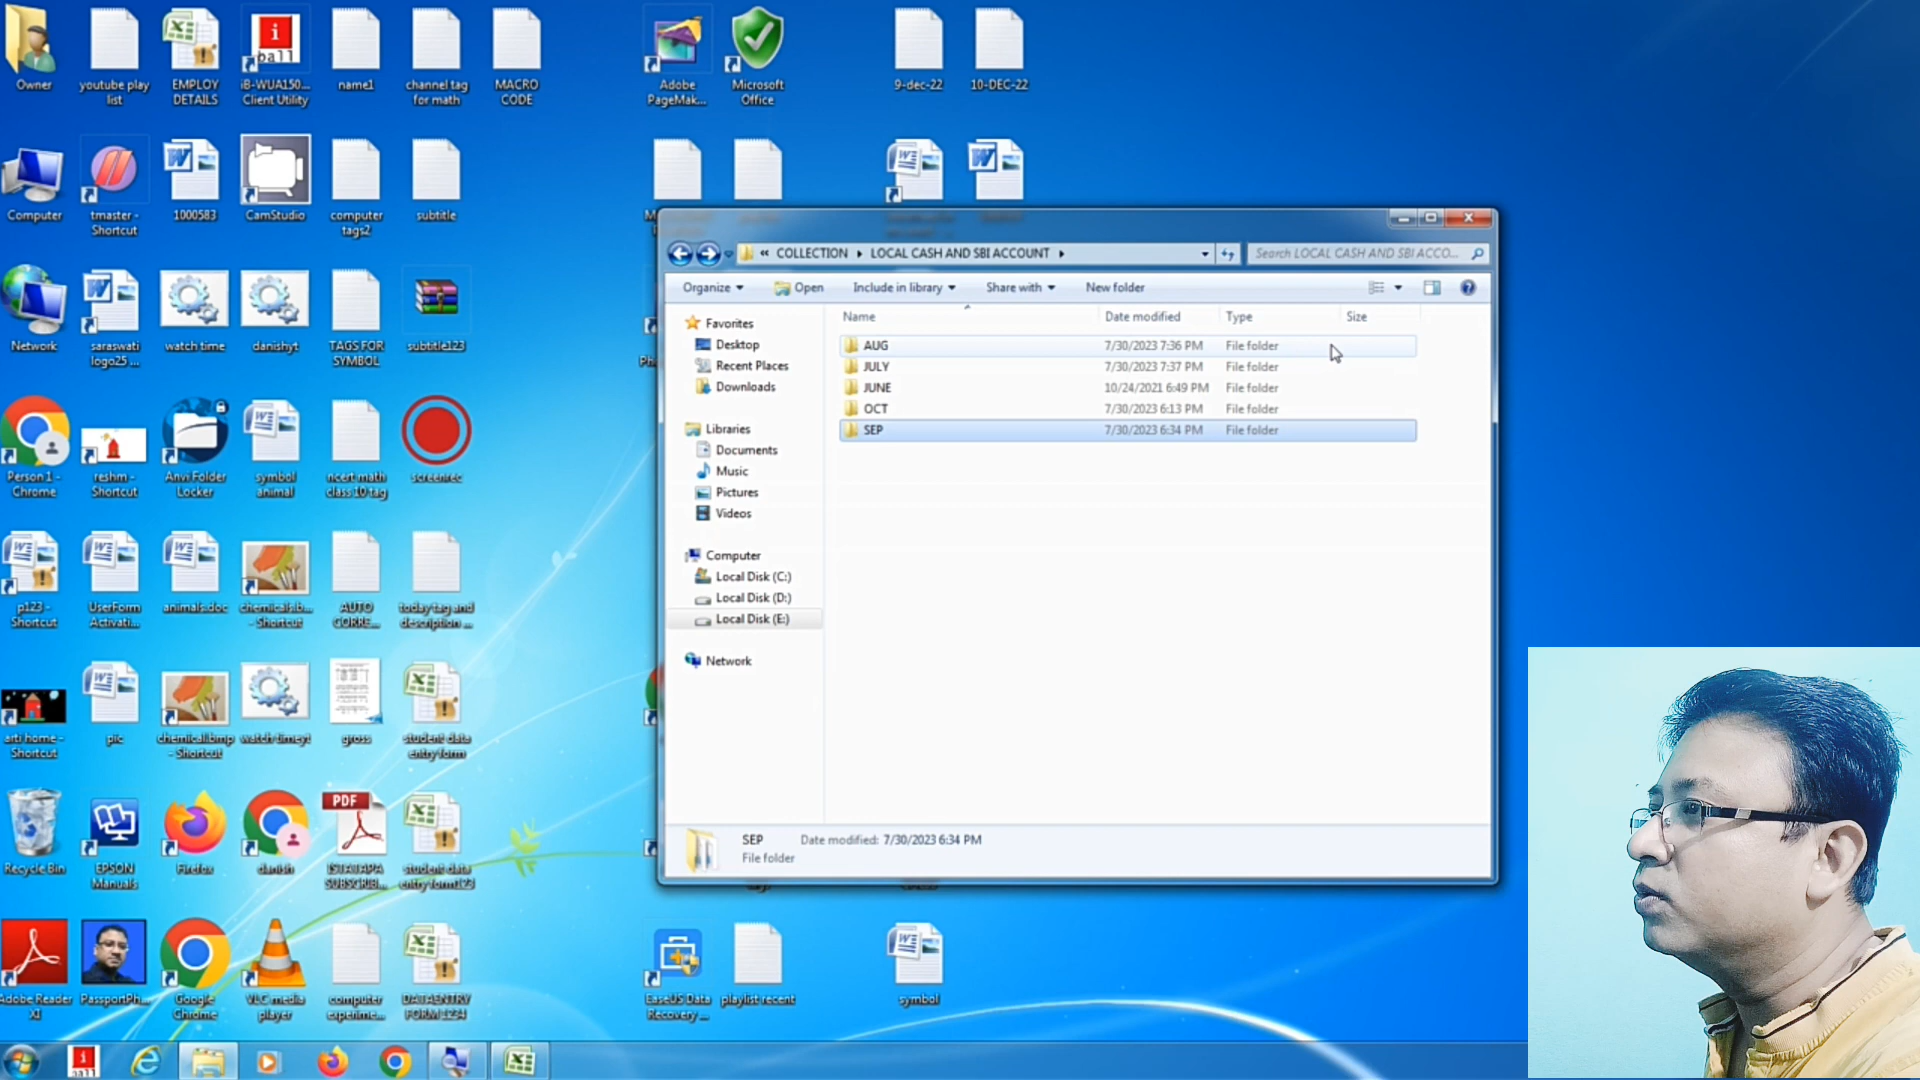 Owner
youtube play
list
EMPLOY
DETAILS
iB-WUA150...
Client Utility
name1
channel tag
for math
MACRO
CODE
Adobe
PageMak...
Microsoft
Office
9-dec-22
10-DEC-22
Computer
tmaster -
Shortcut
1000583
CamStudio
computer
tags2
subtitle
Network
saraswati
logo25 ...
watch time
danishyt
TAGS FOR
SYMBOL
subtitle123
Person 1 -
Chrome
reshm -
Shortcut
Anvi Folder
Locker
symbol
animal
ncert math
class 10 tag
screenrec
p123 -
Shortcut
UserForm
Activati...
animals.doc
chemicals.b...
- Shortcut
AUTO
CORRE...
today tag and
description ...
arti home -
Shortcut
pic
chemical.bmp
- Shortcut
watch timeyt
gross
student data
entry form
Recycle Bin
EPSON
Manuals
Firefox
danish
PDF
SUBSCRIB...
student data
entry form123
Adobe Reader
XI
PassportPh...
Google
Chrome
VLC media
player
computer
experime...
DATAENTRY
FORM 1234
EaseUS Data
Recovery ...
playlist recent
symbol
« COLLECTION ▸ LOCAL CASH AND SBI ACCOUNT ▸
Search LOCAL CASH AND SBI ACCO...
Organize
Open
Include in library
Share with
New folder
Name
Date modified
Type
Size
AUG 7/30/2023 7:36 PM File folder
JULY 7/30/2023 7:37 PM File folder
JUNE 10/24/2021 6:49 PM File folder
OCT 7/30/2023 6:13 PM File folder
SEP 7/30/2023 6:34 PM File folder
Favorites
Desktop
Recent Places
Downloads
Libraries
Documents
Music
Pictures
Videos
Computer
Local Disk (C:)
Local Disk (D:)
Local Disk (E:)
Network
SEP Date modified: 7/30/2023 6:34 PM
File folder
i
ball